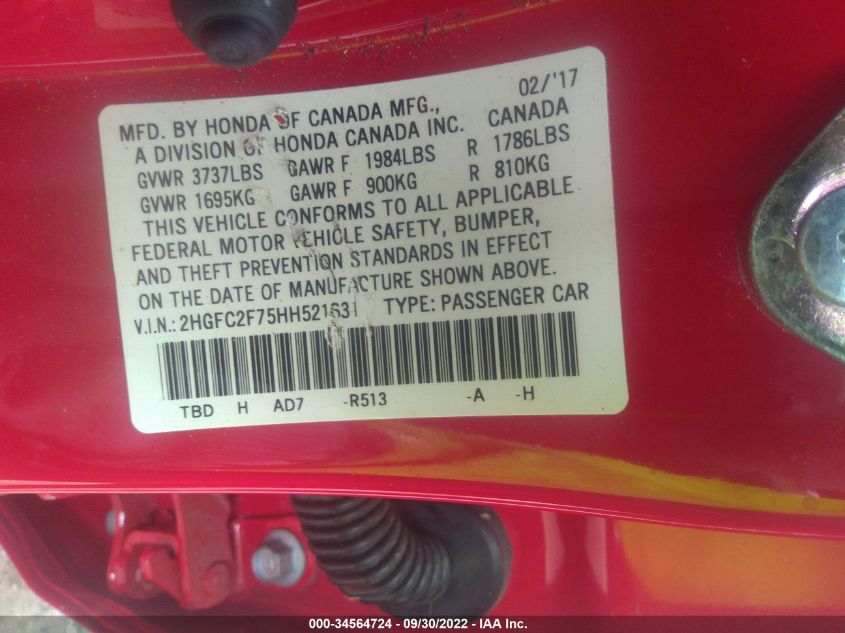 02/'17
MFD. BY HONDA OF CANADA MFG.,
A DIVISION OF HONDA CANADA INC. CANADA
GVWR 3737LBS GAWR F 1984LBS R 1786LBS
GVWR 1695KG GAWR F 900KG R 810KG
THIS VEHICLE CONFORMS TO ALL APPLICABLE
FEDERAL MOTOR VEHICLE SAFETY, BUMPER,
AND THEFT PREVENTION STANDARDS IN EFFECT
ON THE DATE OF MANUFACTURE SHOWN ABOVE.
V.I.N.: 2HGFC2F75HH521631 TYPE: PASSENGER CAR
TBD H AD7 -R513 -A -H
000-34564724 - 09/30/2022 - IAA Inc.